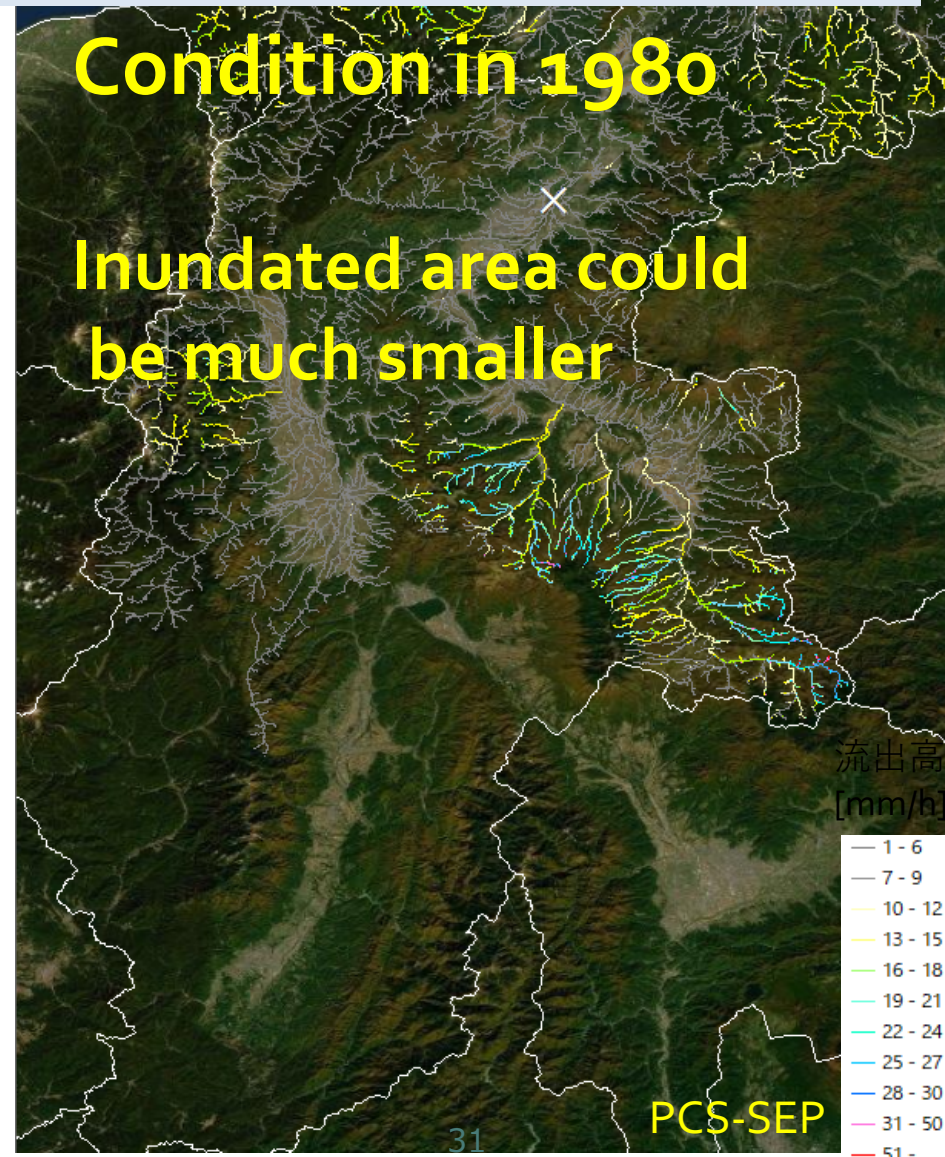 Condition in 1980
Inundated area could
be much smaller
流出高
[mm/h]
1 - 6
7 - 9
10 - 12
13 - 15
16 - 18
19 - 21
22 - 24
25 - 27
28 - 30
31 - 50
51 -
PCS-SEP
31